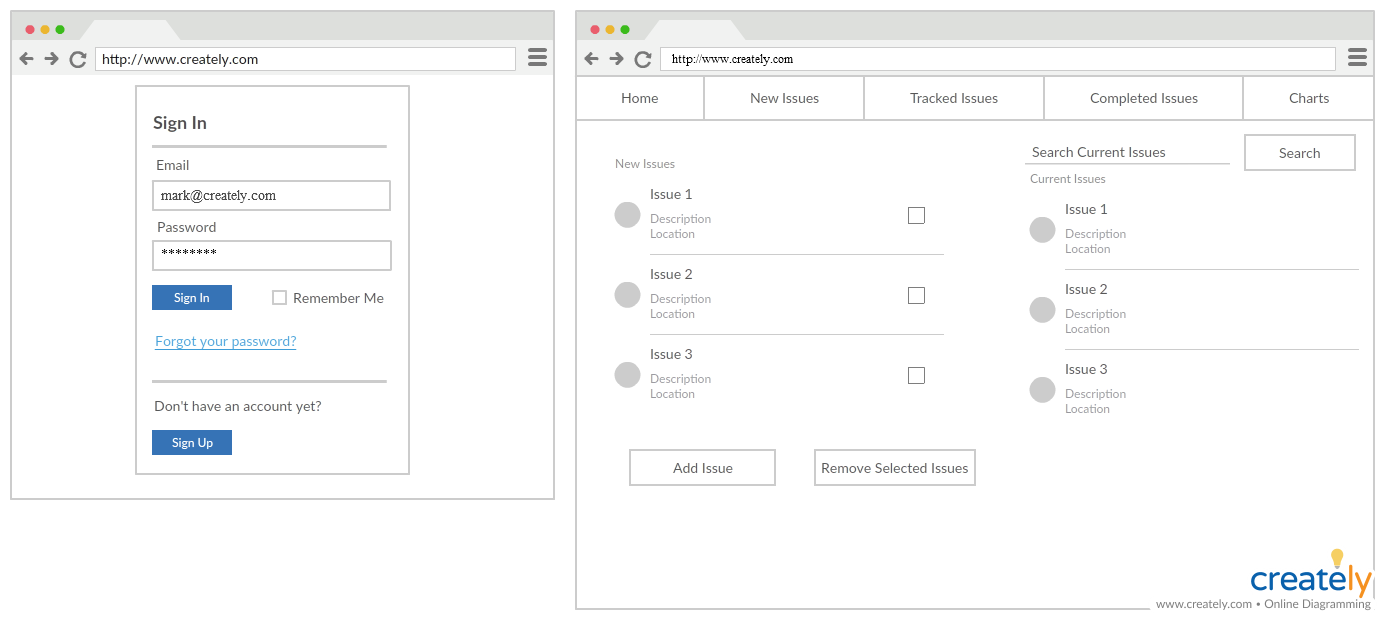 http://www.creately.com
Sign In
Email
mark@creately.com
Password
********
Sign In
Remember Me
Forgot your password?
Don't have an account yet?
Sign Up
http://www.creately.com
Home
New Issues
Tracked Issues
Completed Issues
Charts
New Issues
Issue 1
Description
Location
Issue 2
Description
Location
Issue 3
Description
Location
Add Issue
Remove Selected Issues
Search Current Issues
Search
Current Issues
Issue 1
Description
Location
Issue 2
Description
Location
Issue 3
Description
Location
creately
www.creately.com • Online Diagramming